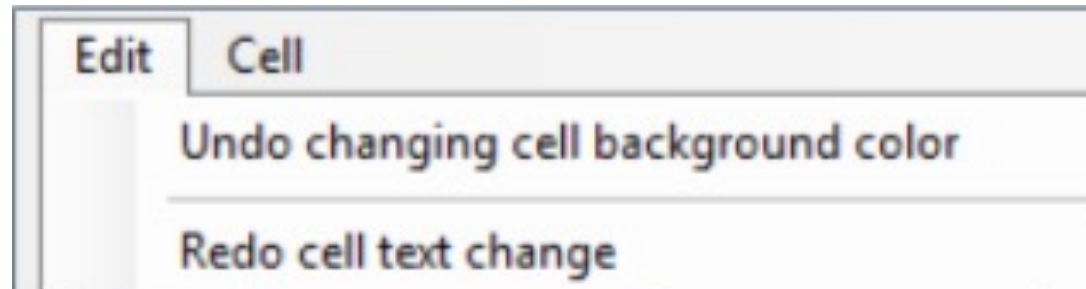 Edit Cell
Undo changing cell background color
Redo cell text change